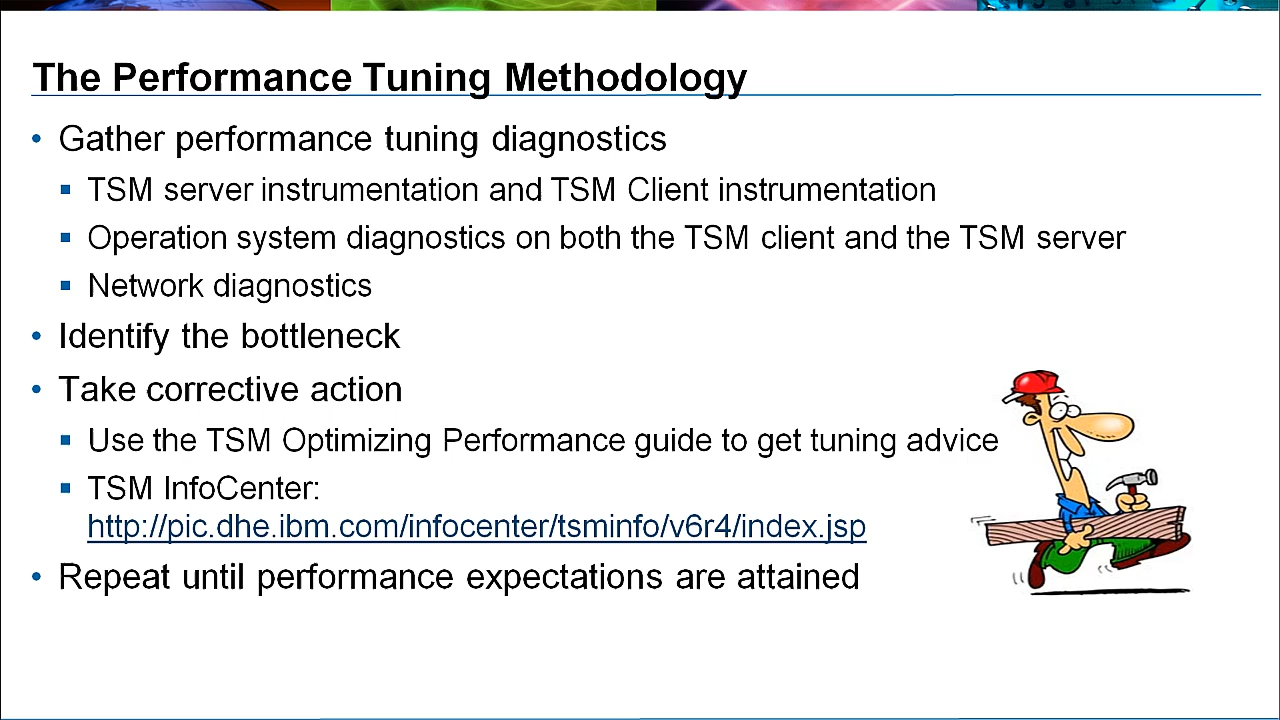 The Performance Tuning Methodology
• Gather performance tuning diagnostics
▪ TSM server instrumentation and TSM Client instrumentation
▪ Operation system diagnostics on both the TSM client and the TSM server
▪ Network diagnostics
• Identify the bottleneck
• Take corrective action
▪ Use the TSM Optimizing Performance guide to get tuning advice
▪ TSM InfoCenter:
http://pic.dhe.ibm.com/infocenter/tsminfo/v6r4/index.jsp
• Repeat until performance expectations are attained